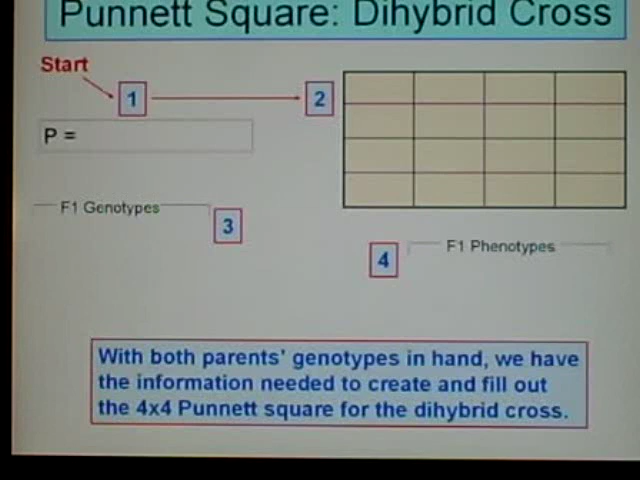 Punnett Square: Dihybrid Cross
Start
1
2
P =
F1 Genotypes
3
4
F1 Phenotypes
With both parents' genotypes in hand, we have
the information needed to create and fill out
the 4x4 Punnett square for the dihybrid cross.